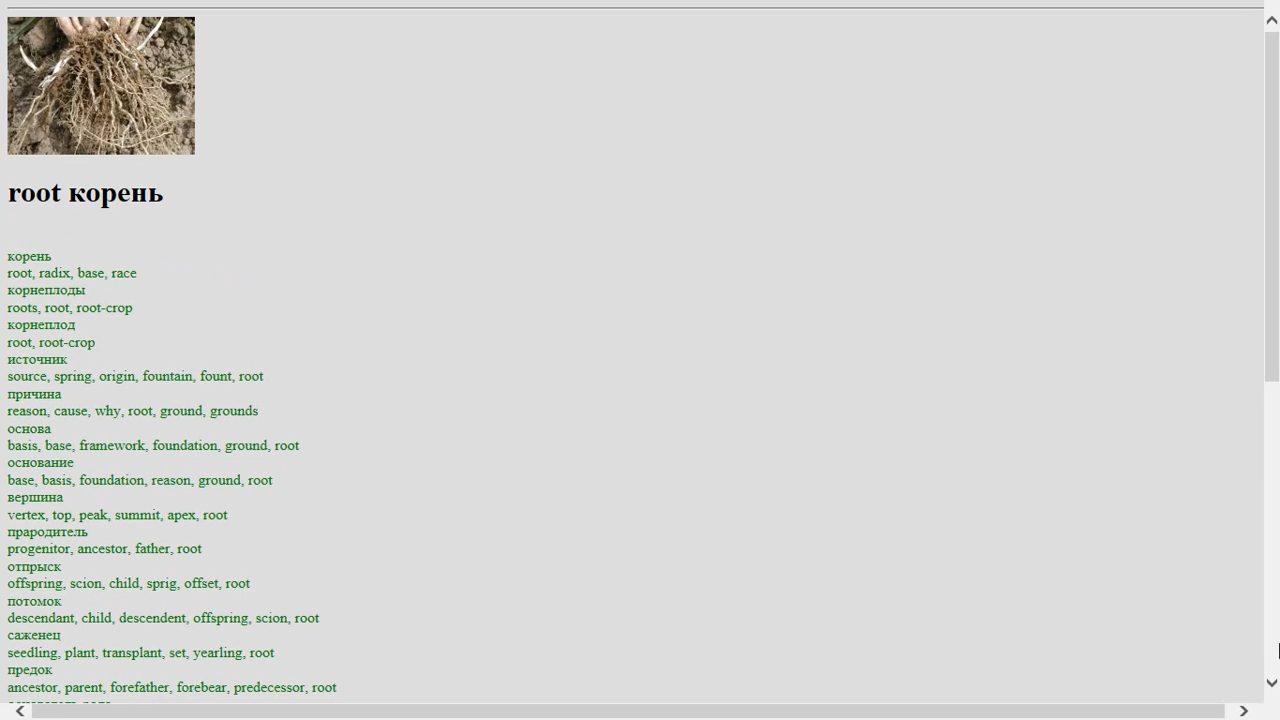 root корень
корень
root, radix, base, race
корнеплоды
roots, root, root-crop
корнеплод
root, root-crop
источник
source, spring, origin, fountain, fount, root
причина
reason, cause, why, root, ground, grounds
основа
basis, base, framework, foundation, ground, root
основание
base, basis, foundation, reason, ground, root
вершина
vertex, top, peak, summit, apex, root
прародитель
progenitor, ancestor, father, root
отпрыск
offspring, scion, child, sprig, offset, root
потомок
descendant, child, descendent, offspring, scion, root
саженец
seedling, plant, transplant, set, yearling, root
предок
ancestor, parent, forefather, forebear, predecessor, root